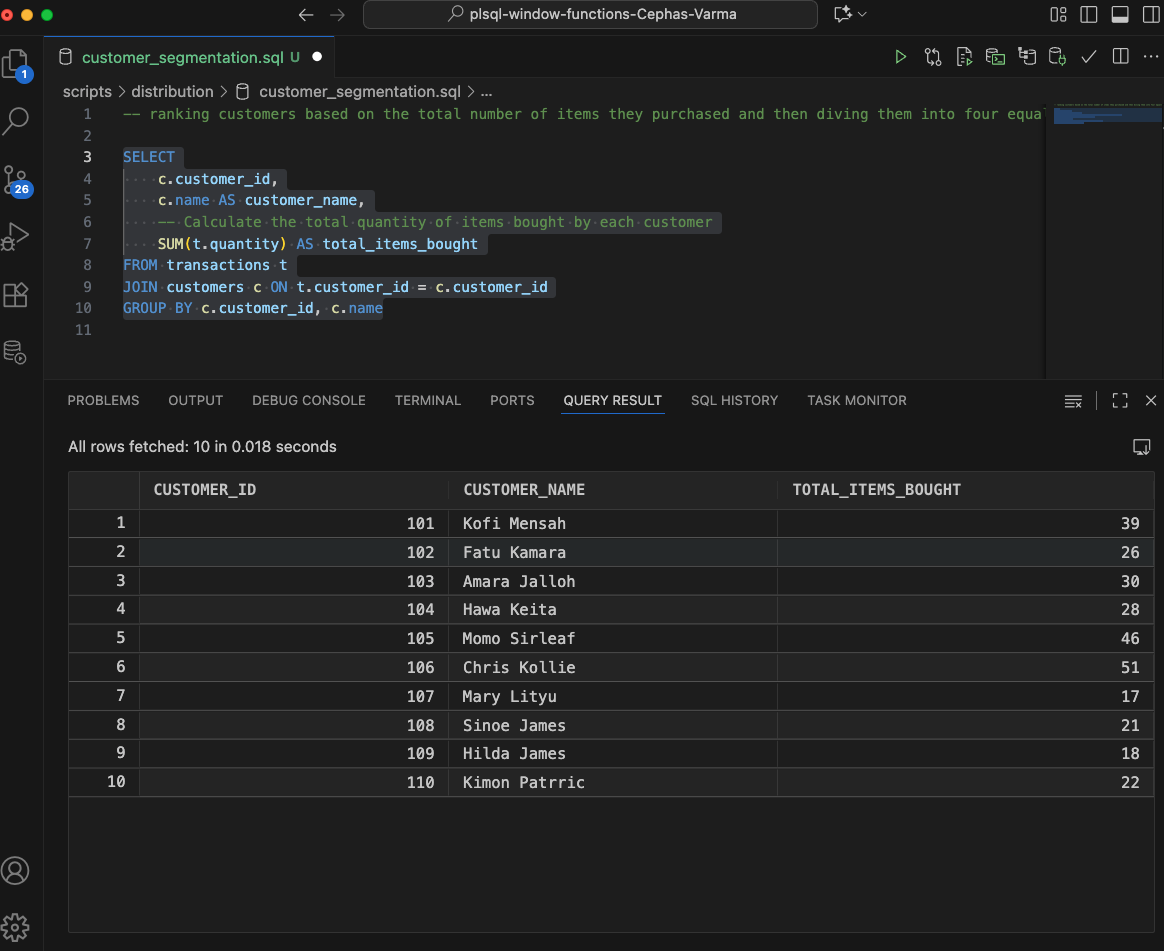 plsql-window-functions-Cephas-Varma
1
customer_segmentation.sql U
scripts > distribution > customer_segmentation.sql > ...
1 -- ranking customers based on the total number of items they purchased and then diving them into four equa
2
3 SELECT
4 ····c.customer_id,
5 ····c.name·AS·customer_name,
6 ····--·Calculate·the·total·quantity·of·items·bought·by·each·customer
7 ····SUM(t.quantity)·AS·total_items_bought
8 FROM·transactions·t
9 JOIN·customers·c·ON·t.customer_id·=·c.customer_id
10 GROUP·BY·c.customer_id,·c.name
11
26
PROBLEMS OUTPUT DEBUG CONSOLE TERMINAL PORTS QUERY RESULT SQL HISTORY TASK MONITOR
All rows fetched: 10 in 0.018 seconds
CUSTOMER_ID CUSTOMER_NAME TOTAL_ITEMS_BOUGHT
1 101 Kofi Mensah 39
2 102 Fatu Kamara 26
3 103 Amara Jalloh 30
4 104 Hawa Keita 28
5 105 Momo Sirleaf 46
6 106 Chris Kollie 51
7 107 Mary Lityu 17
8 108 Sinoe James 21
9 109 Hilda James 18
10 110 Kimon Patrric 22